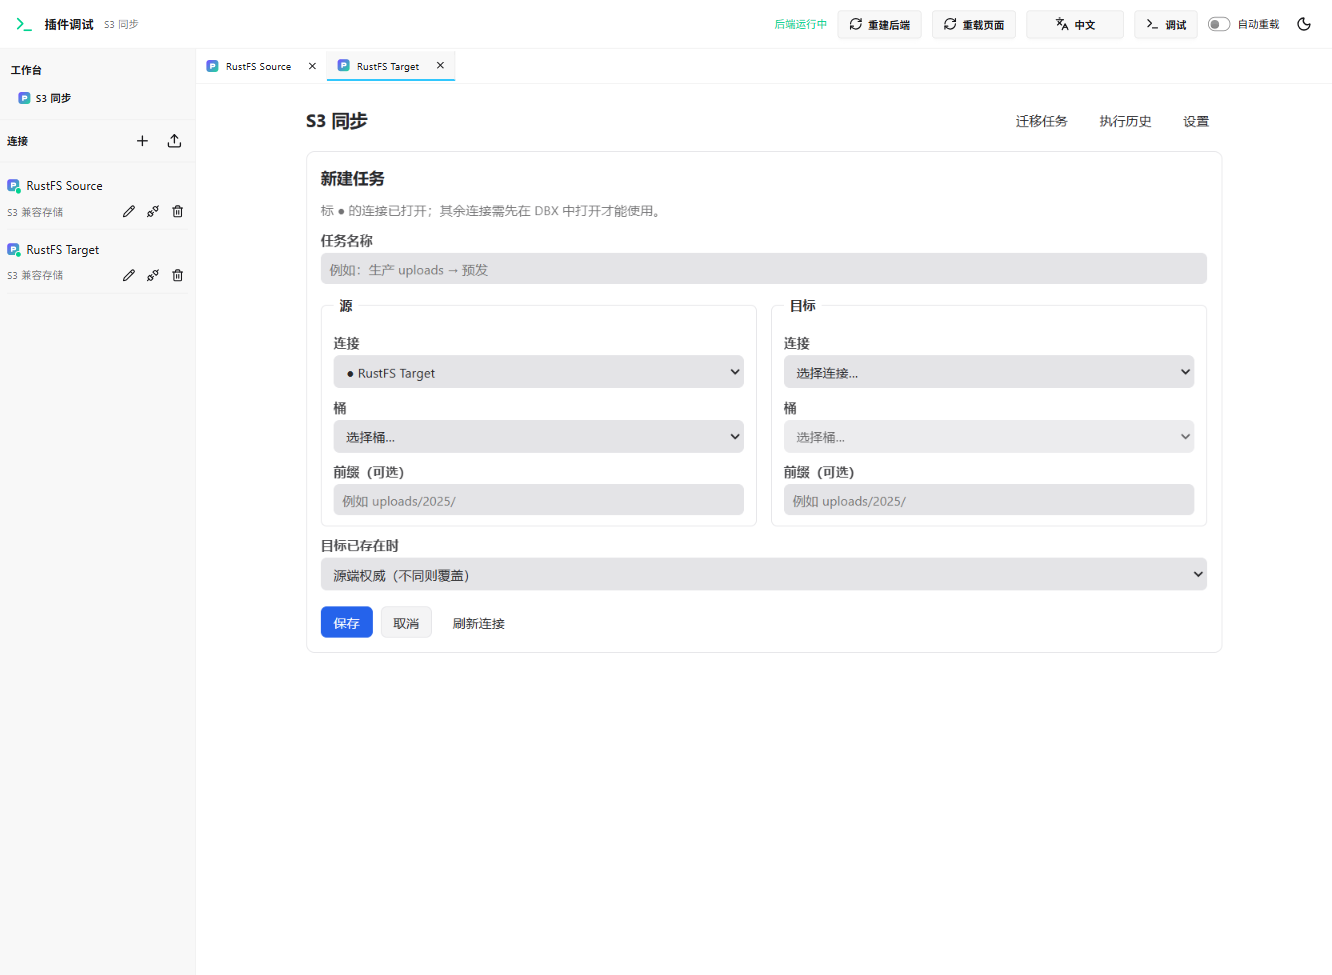 插件调试 S3 同步 后端运行中 重建后端 重载页面 中文 调试 自动重载
工作台
S3 同步
连接
RustFS Source
S3 兼容存储
RustFS Target
S3 兼容存储
RustFS Source RustFS Target
S3 同步 迁移任务 执行历史 设置
新建任务
标 ● 的连接已打开；其余连接需先在 DBX 中打开才能使用。
任务名称
例如：生产 uploads → 预发
源
连接
● RustFS Target
桶
选择桶...
前缀（可选）
例如 uploads/2025/
目标
连接
选择连接...
桶
选择桶...
前缀（可选）
例如 uploads/2025/
目标已存在时
源端权威（不同则覆盖）
保存 取消 刷新连接